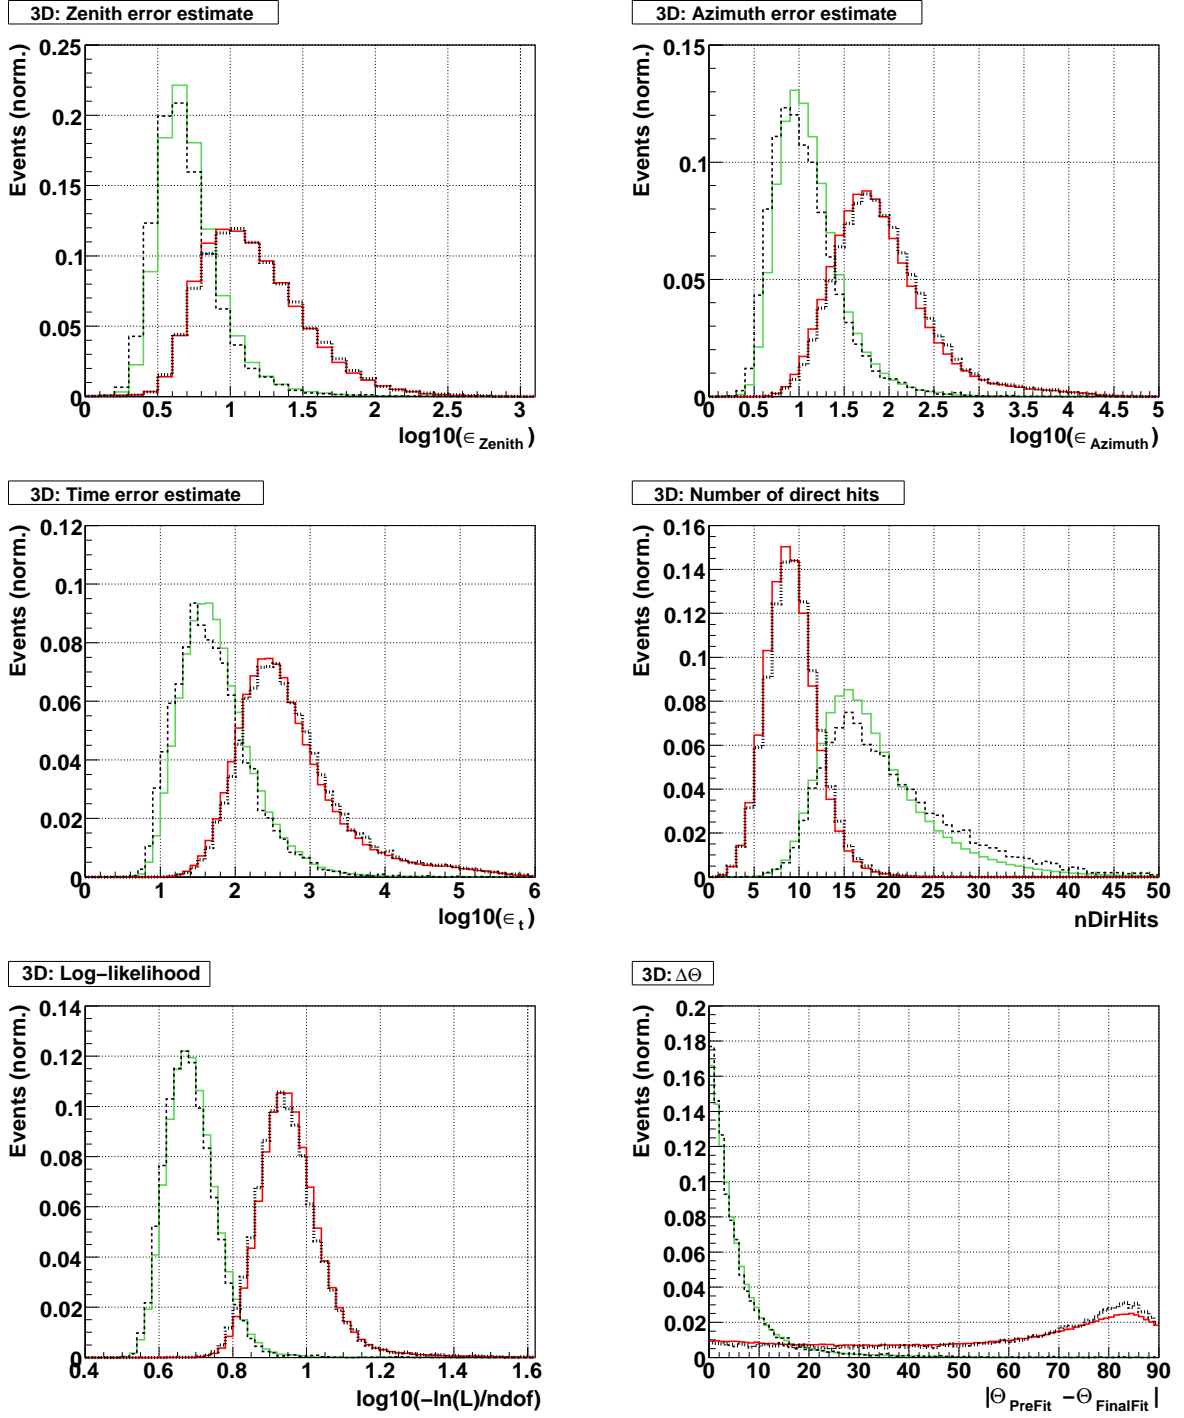 3D: Zenith error estimate
Events (norm.)
0.25
0.2
0.15
0.1
0.05
0
0 0.5 1 1.5 2 2.5 3
log10(∈Zenith)
3D: Azimuth error estimate
Events (norm.)
0.15
0.1
0.05
0
0 0.5 1 1.5 2 2.5 3 3.5 4 4.5 5
log10(∈Azimuth)
3D: Time error estimate
Events (norm.)
0.12
0.1
0.08
0.06
0.04
0.02
0
0 1 2 3 4 5 6
log10(∈t)
3D: Number of direct hits
Events (norm.)
0.16
0.14
0.12
0.1
0.08
0.06
0.04
0.02
0
0 5 10 15 20 25 30 35 40 45 50
nDirHits
3D: Log−likelihood
Events (norm.)
0.14
0.12
0.1
0.08
0.06
0.04
0.02
0
0.4 0.6 0.8 1 1.2 1.4 1.6
log10(−ln(L)/ndof)
3D: ΔΘ
Events (norm.)
0.2
0.18
0.16
0.14
0.12
0.1
0.08
0.06
0.04
0.02
0
0 10 20 30 40 50 60 70 80 90
|ΘPreFit −ΘFinalFit|